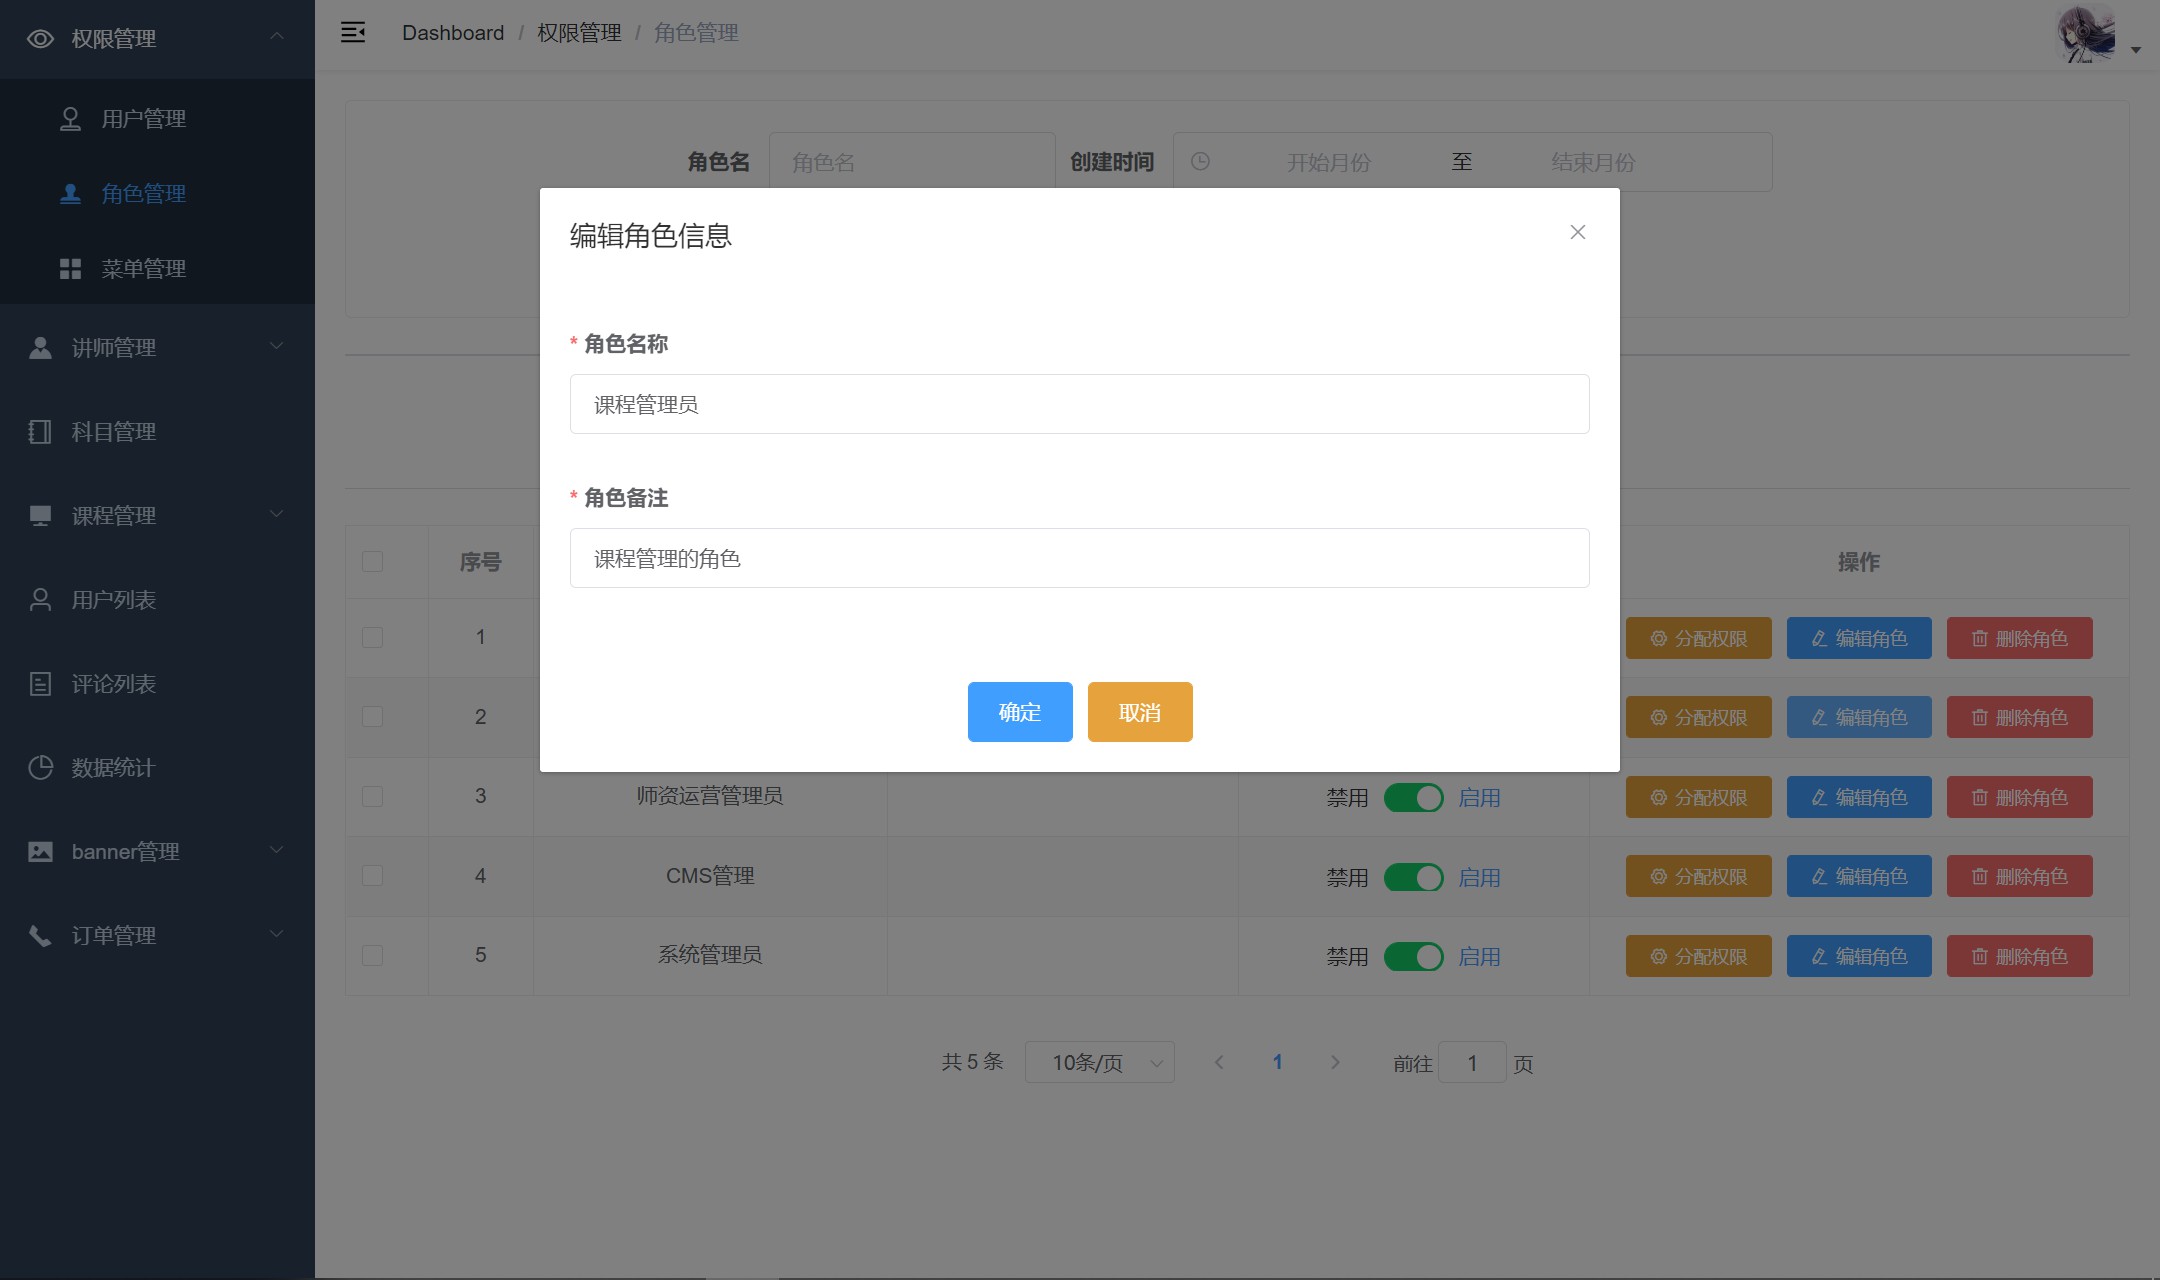 权限管理
用户管理
角色管理
菜单管理
讲师管理
科目管理
课程管理
用户列表
评论列表
数据统计
banner管理
订单管理
Dashboard / 权限管理 / 角色管理
角色名 角色名 创建时间 开始月份 至 结束月份
编辑角色信息
* 角色名称
课程管理员
* 角色备注
课程管理的角色
确定 取消
序号 操作
1 分配权限 编辑角色 删除角色
2 分配权限 编辑角色 删除角色
3 师资运营管理员 禁用 启用 分配权限 编辑角色 删除角色
4 CMS管理 禁用 启用 分配权限 编辑角色 删除角色
5 系统管理员 禁用 启用 分配权限 编辑角色 删除角色
共 5 条 10条/页 1 前往 1 页